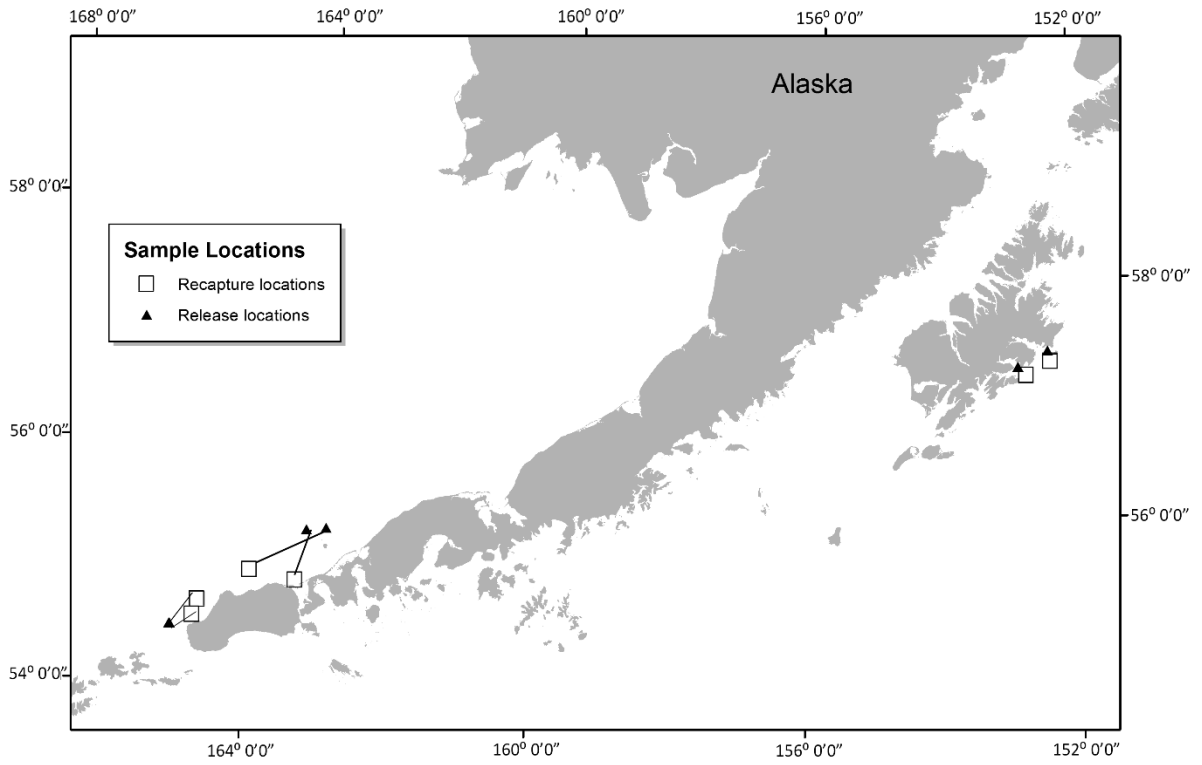 168⁰ 0'0" 164⁰ 0'0" 160⁰ 0'0" 156⁰ 0'0" 152⁰ 0'0"
Alaska
58⁰ 0'0"
Sample Locations
Recapture locations
Release locations
58⁰ 0'0"
56⁰ 0'0"
56⁰ 0'0"
54⁰ 0'0"
164⁰ 0'0" 160⁰ 0'0" 156⁰ 0'0" 152⁰ 0'0"